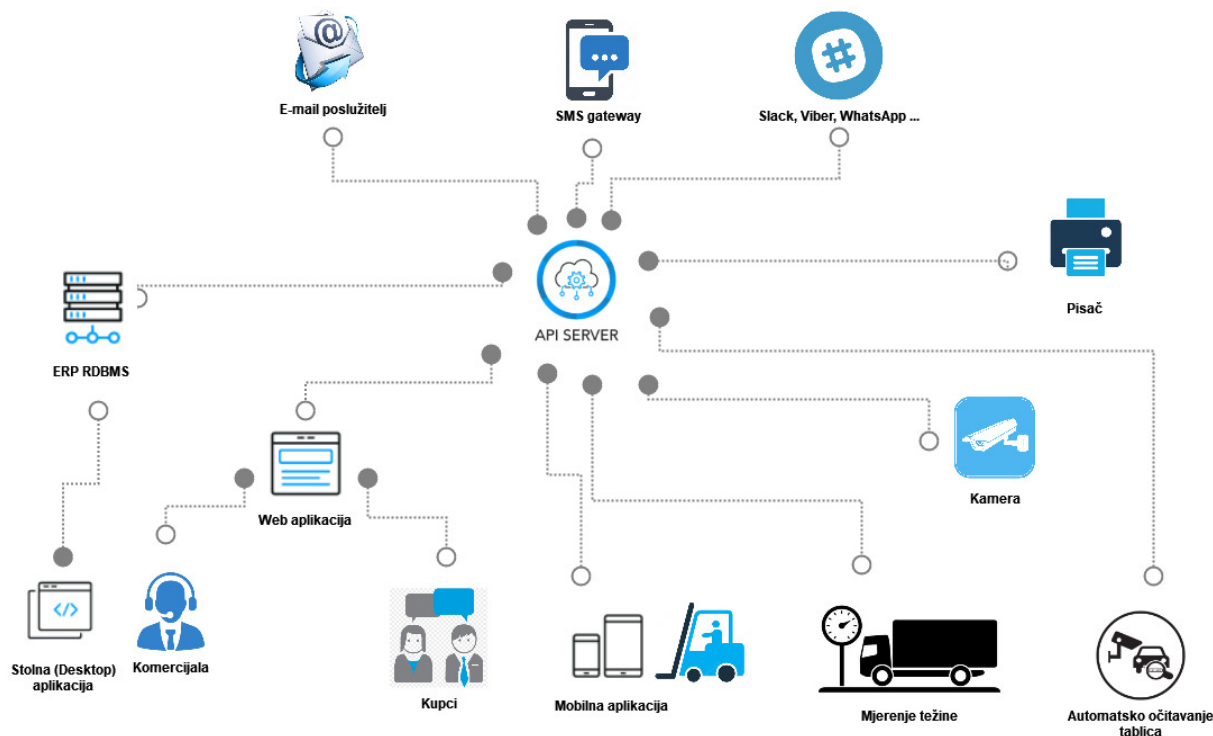 E-mail poslužitelj
SMS gateway
Slack, Viber, WhatsApp ...
Pisač
API SERVER
ERP RDBMS
Kamera
Web aplikacija
Stolna (Desktop)
aplikacija
Komercijala
Kupci
Mobilna aplikacija
Mjerenje težine
Automatsko očitavanje
tablica